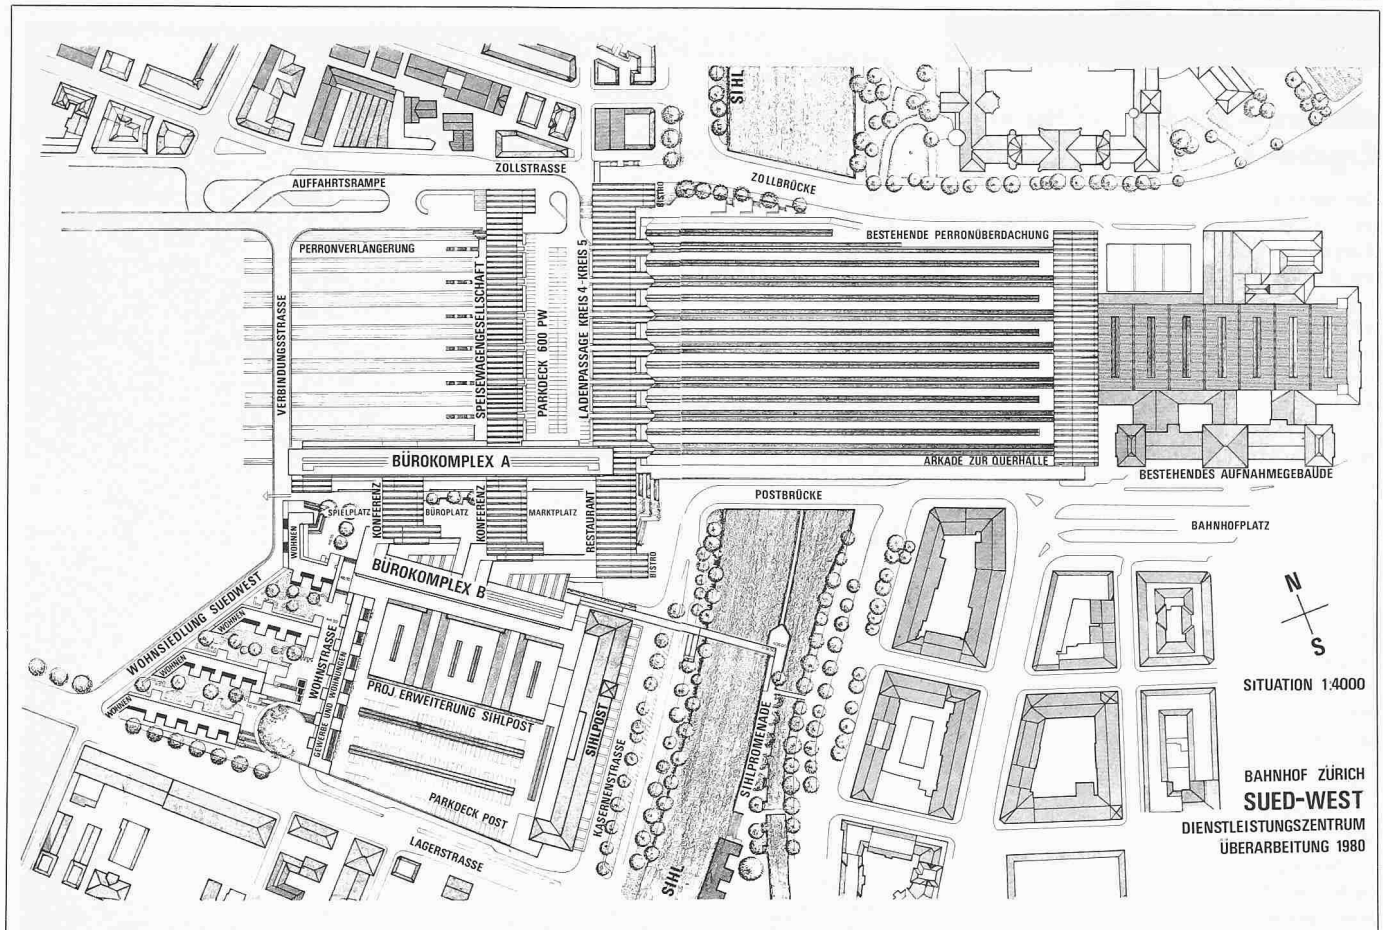 SIHL
ZOLLSTRASSE
ZOLLBRÜCKE
AUFFAHRTSRAMPE
BISTRO
PERRONVERLÄNGERUNG
BESTEHENDE PERRONÜBERDACHUNG
VERBINDUNGSSTRASSE
SPEISEWAGENGESELLSCHAFT
PARKDECK 600 PW
LADENPASSAGE KREIS 4-KREIS 5
BÜROKOMPLEX A
ARKADE ZUR QUERHALLE
BESTEHENDES AUFNAHMEGEBÄUDE
POSTBRÜCKE
BAHNHOFPLATZ
SPIELPLATZ
KONFERENZ
BÜROPLATZ
KONFERENZ
MARKTPLATZ
RESTAURANT
BISTRO
WOHNEN
BÜROKOMPLEX B
WOHNSIEDLUNG SUEDWEST
WOHNEN
WOHNEN
WOHNEN
WOHNSTRASSE
GEWERBE UND WOHNUNGEN
PROJ. ERWEITERUNG SIHLPOST
SIHLPOST
PARKDECK POST
KASERNENSTRASSE
SIHLPROMENADE
LAGERSTRASSE
SIHL
N
S
SITUATION 1:4000
BAHNHOF ZÜRICH
SUED-WEST
DIENSTLEISTUNGSZENTRUM
ÜBERARBEITUNG 1980